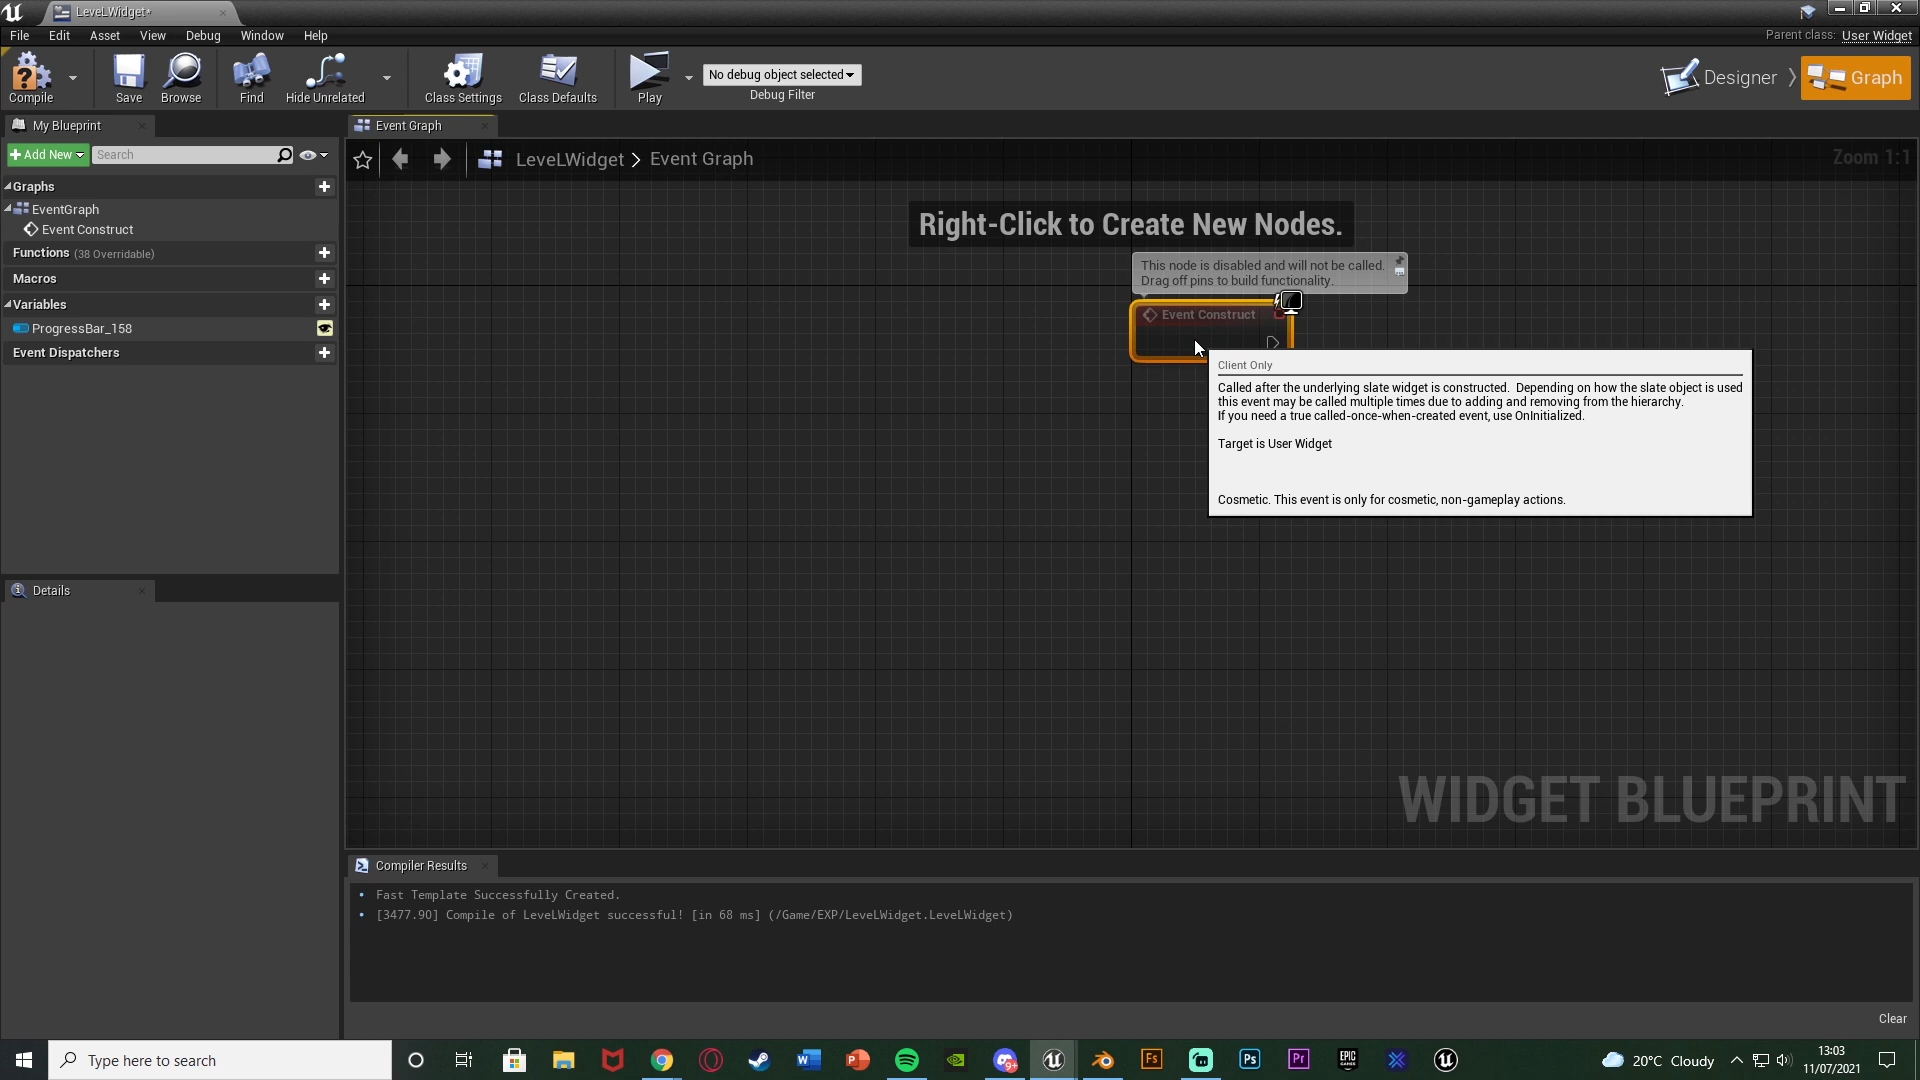 LeveLWidget*
File Edit Asset View Debug Window Help
Parent class: User Widget
Compile Save Browse Find Hide Unrelated Class Settings Class Defaults Play
No debug object selected
Debug Filter
Designer Graph
My Blueprint
Add New Search
Graphs
EventGraph
Event Construct
Functions (38 Overridable)
Macros
Variables
ProgressBar_158
Event Dispatchers
Details
Event Graph
LeveLWidget > Event Graph
Zoom 1:1
Right-Click to Create New Nodes.
This node is disabled and will not be called.
Drag off pins to build functionality.
Event Construct
Client Only
Called after the underlying slate widget is constructed. Depending on how the slate object is used
this event may be called multiple times due to adding and removing from the hierarchy.
If you need a true called-once-when-created event, use OnInitialized.
Target is User Widget
Cosmetic. This event is only for cosmetic, non-gameplay actions.
WIDGET BLUEPRINT
Compiler Results
• Fast Template Successfully Created.
• [3477.90] Compile of LeveLWidget successful! [in 68 ms] (/Game/EXP/LeveLWidget.LeveLWidget)
Clear
Type here to search
20°C Cloudy
13:03
11/07/2021